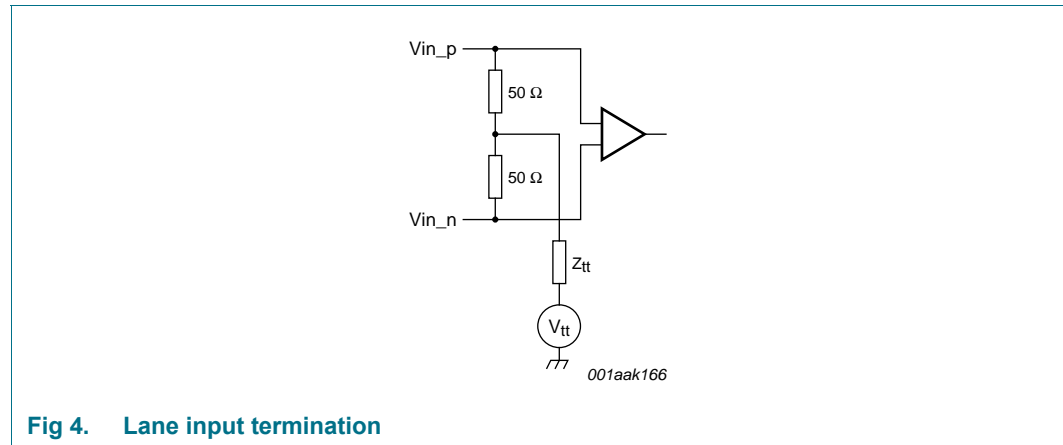 Vin_p
50 Ω
50 Ω
Vin_n
Ztt
Vtt
001aak166
Fig 4. Lane input termination